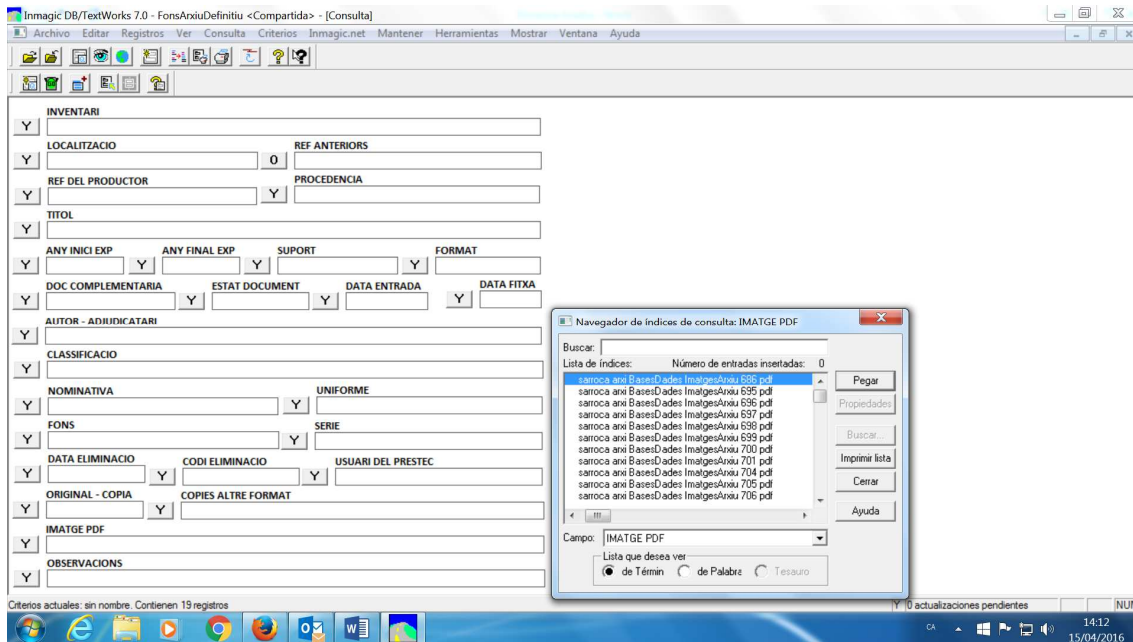 Inmagic DB/TextWorks 7.0 - FonsArxiuDefinitiu <Compartida> - [Consulta]
Archivo Editar Registros Ver Consulta Criterios Inmagic.net Mantener Herramientas Mostrar Ventana Ayuda
INVENTARI
Y
LOCALITZACIO REF ANTERIORS
Y O
REF DEL PRODUCTOR PROCEDENCIA
Y Y
TITOL
Y
ANY INICI EXP ANY FINAL EXP SUPORT FORMAT
Y Y Y Y
DOC COMPLEMENTARIA ESTAT DOCUMENT DATA ENTRADA DATA FITXA
Y Y Y Y
AUTOR - ADJUDICATARI
Y
CLASSIFICACIO
Y
NOMINATIVA UNIFORME
Y Y
FONS SERIE
Y Y
DATA ELIMINACIO CODI ELIMINACIO USUARI DEL PRESTEC
Y Y Y
ORIGINAL - COPIA COPIES ALTRE FORMAT
Y Y
IMATGE PDF
Y
OBSERVACIONS
Y
Navegador de índices de consulta: IMATGE PDF
Buscar:
Lista de índices: Número de entradas insertadas: 0
sarroca arxi BasesDades ImatgesArxiu 686 pdf
sarroca arxi BasesDades ImatgesArxiu 695 pdf
sarroca arxi BasesDades ImatgesArxiu 696 pdf
sarroca arxi BasesDades ImatgesArxiu 697 pdf
sarroca arxi BasesDades ImatgesArxiu 698 pdf
sarroca arxi BasesDades ImatgesArxiu 699 pdf
sarroca arxi BasesDades ImatgesArxiu 700 pdf
sarroca arxi BasesDades ImatgesArxiu 701 pdf
sarroca arxi BasesDades ImatgesArxiu 704 pdf
sarroca arxi BasesDades ImatgesArxiu 705 pdf
sarroca arxi BasesDades ImatgesArxiu 706 pdf
Pegar
Propiedades
Buscar...
Imprimir lista
Cerrar
Ayuda
Campo: IMATGE PDF
Lista que desea ver
de Términ de Palabra Tesauro
Criterios actuales: sin nombre. Contienen 19 registros Y 0 actualizaciones pendientes NUM
CA 14:12
15/04/2016